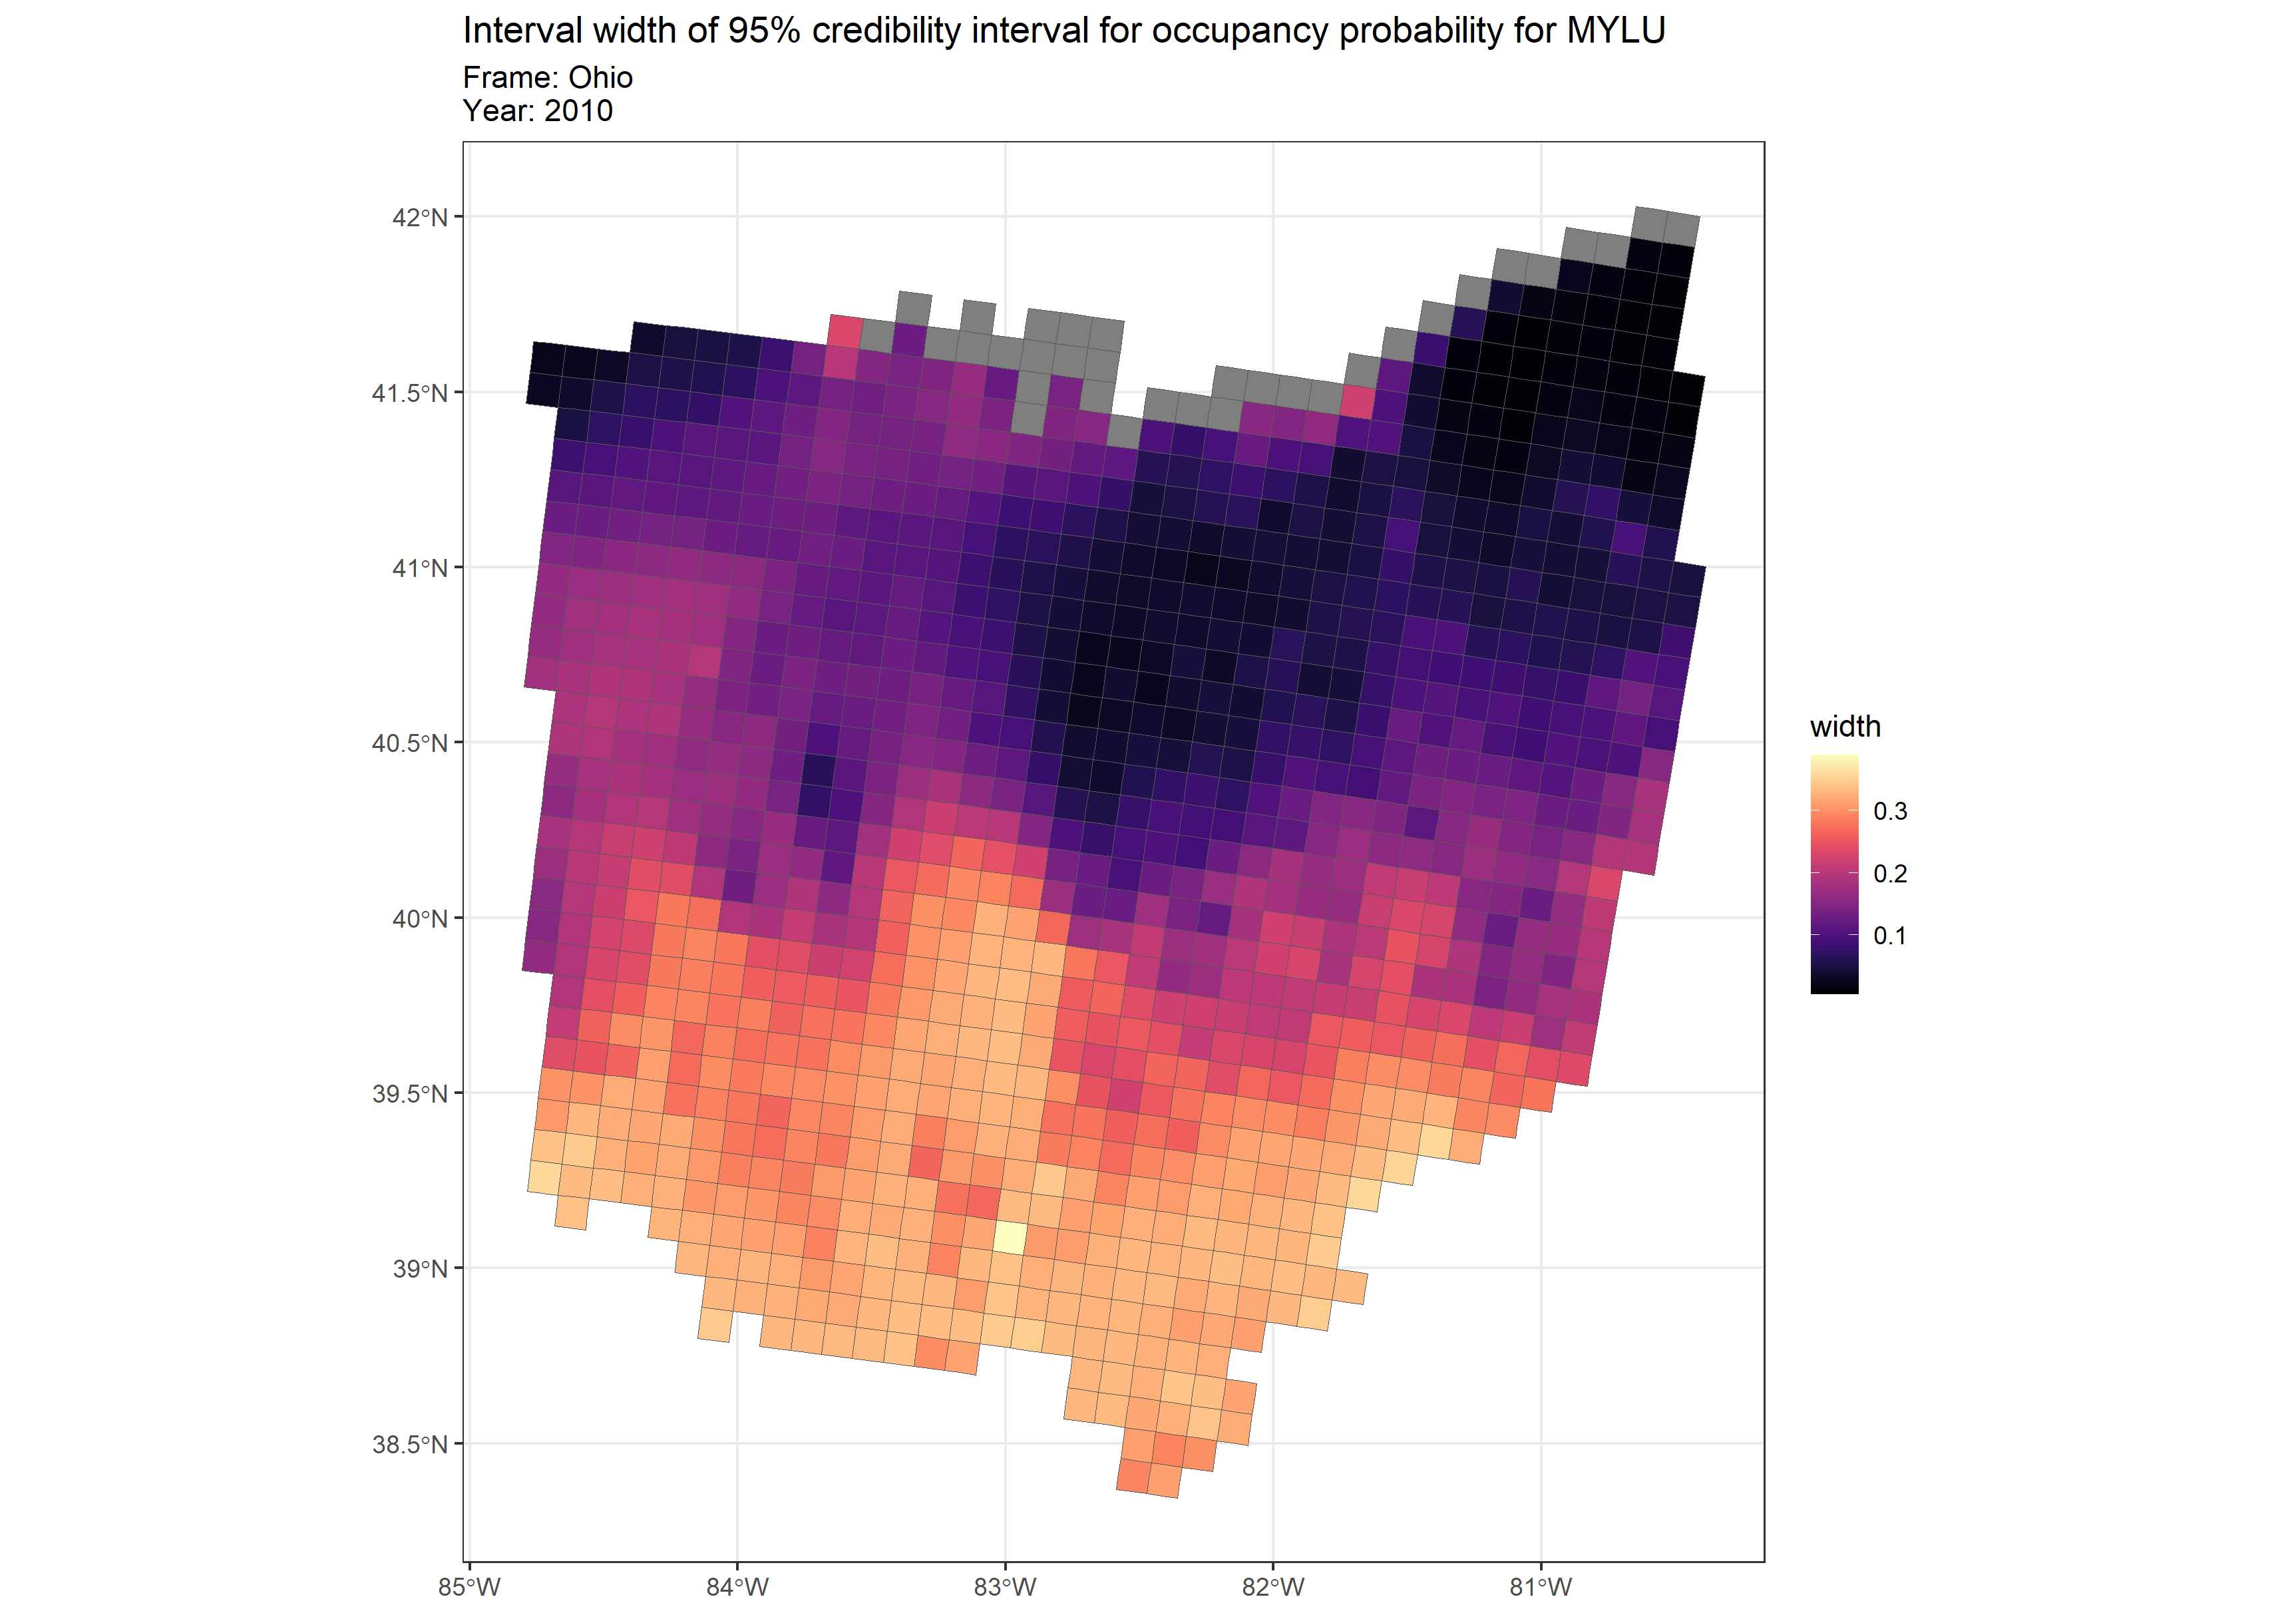 Interval width of 95% credibility interval for occupancy probability for MYLU
Frame: Ohio
Year: 2010
42°N
41.5°N
41°N
40.5°N
40°N
39.5°N
39°N
38.5°N
85°W
84°W
83°W
82°W
81°W
width
0.3
0.2
0.1